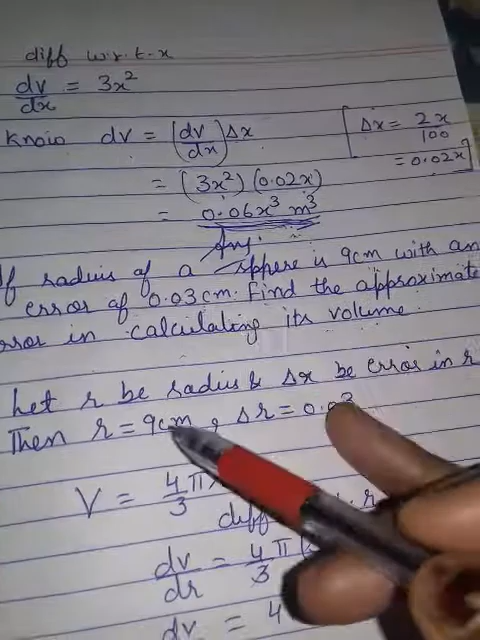 diff w.r.t.x
dv/dx = 3x²
know dv = (dv/dx) Δx [Δx = 2x/100
= 0.02x]
= (3x²) (0.02x)
= 0.06x³ m³
Ans.
If radius of a sphere is 9cm with an
error of 0.03cm. Find the approximate
error in calculating its volume.
Let r be radius & Δx be error in r
Then r = 9cm, Δr = 0.03
V = 4/3 π
diff r
dv/dr = 4/3 π
dv = 4